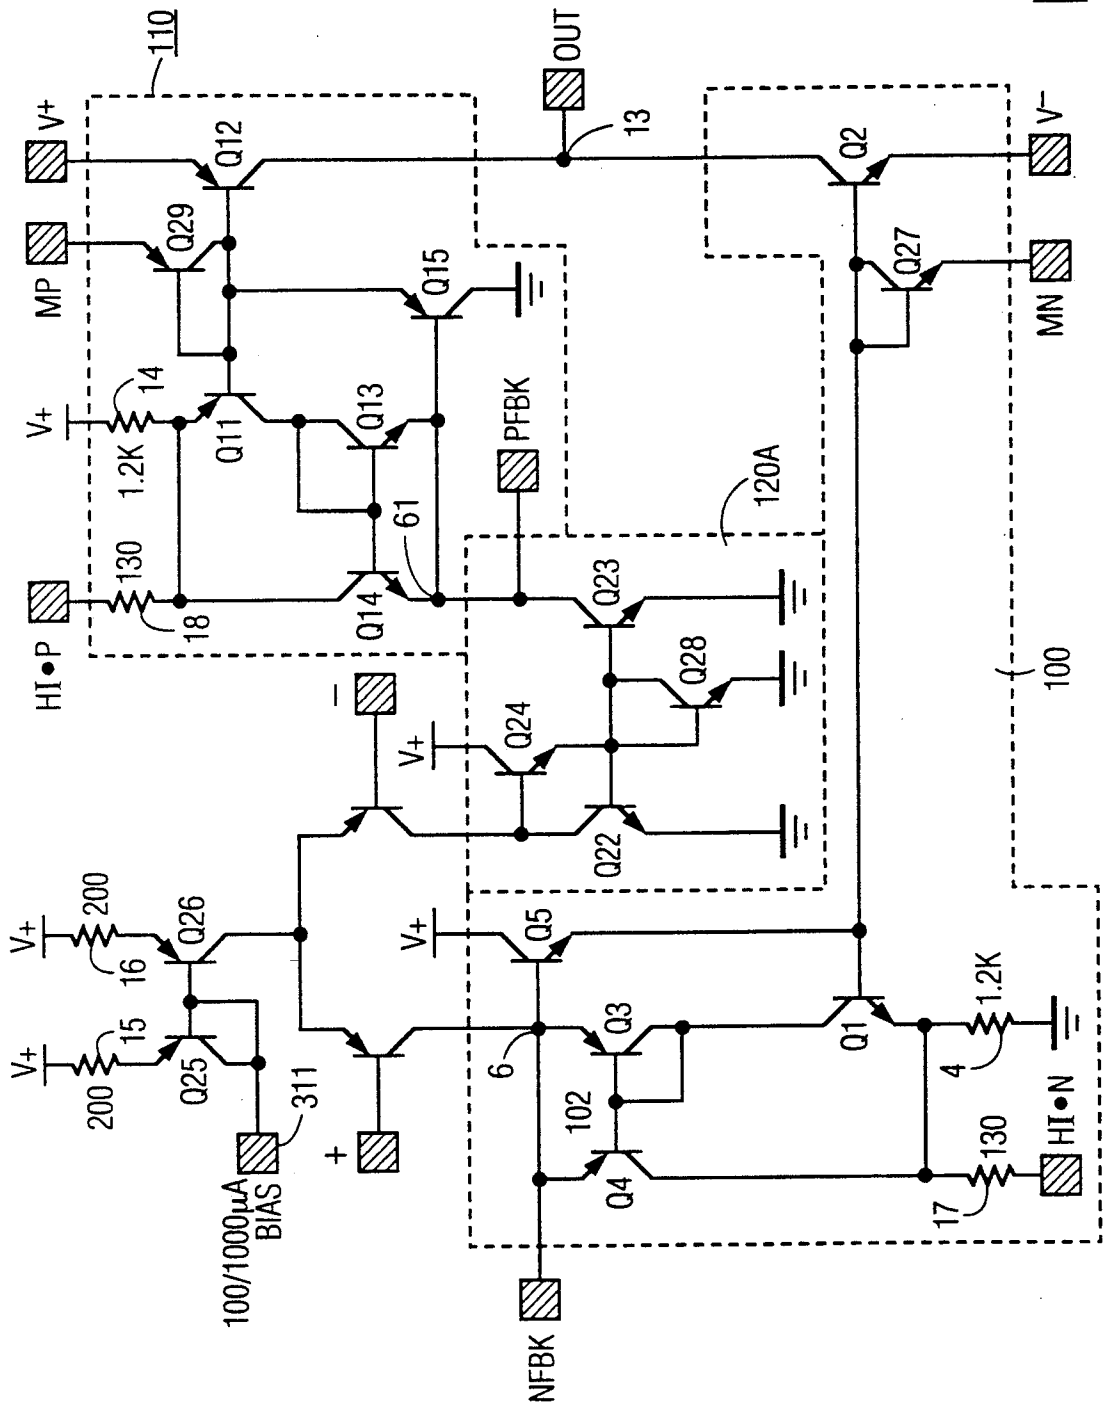 110
HI•P
MP
V+
V+
130
18
1.2K
14
Q29
Q12
Q11
Q14
Q13
Q15
61
PFBK
OUT
13
V+
V+
200
15
200
16
Q25
Q26
311
100/1000µA
BIAS
+
−
V+
V+
Q24
Q22
Q28
Q23
120A
6
Q5
NFBK
Q4
102
Q3
Q1
Q2
Q27
17
130
4
1.2K
HI•N
MN
V−
100